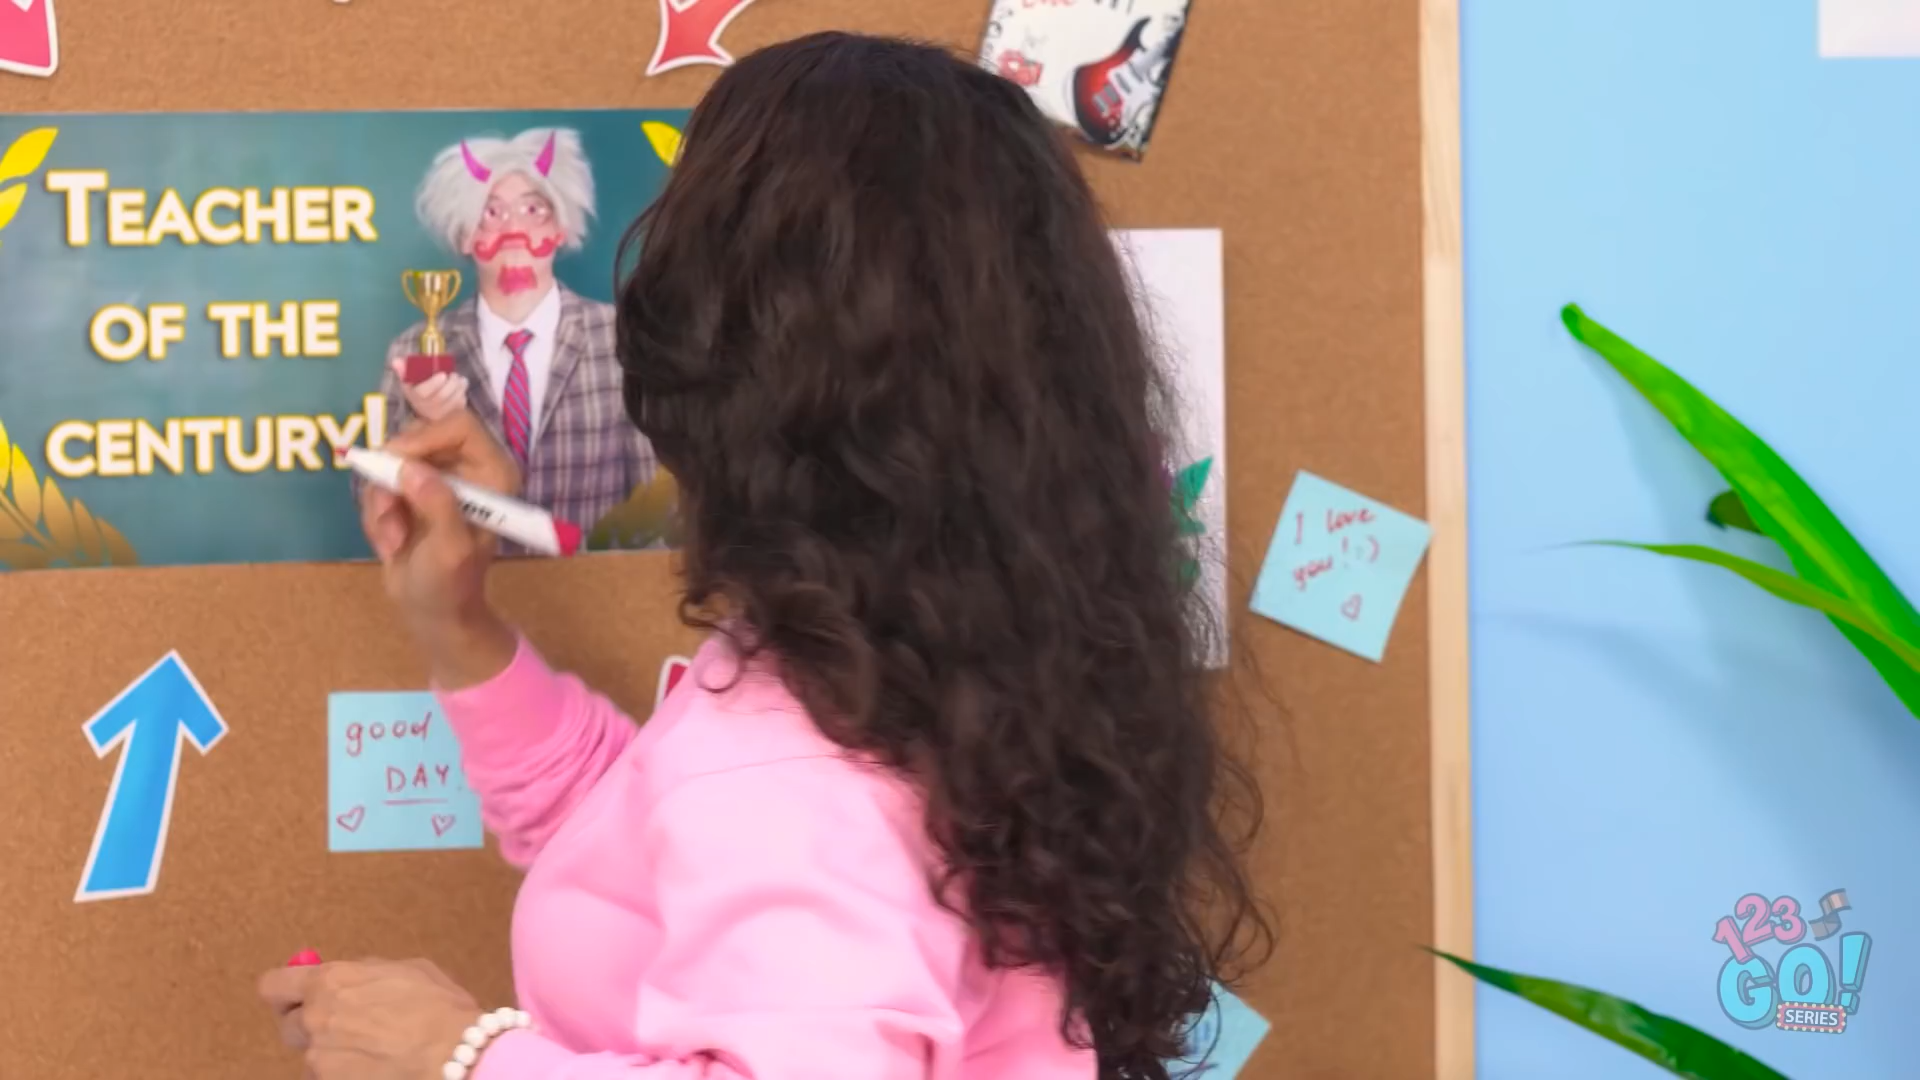 TEACHER
OF THE
CENTURY!
I love
you! :)
good
DAY!
123
GO!
SERIES